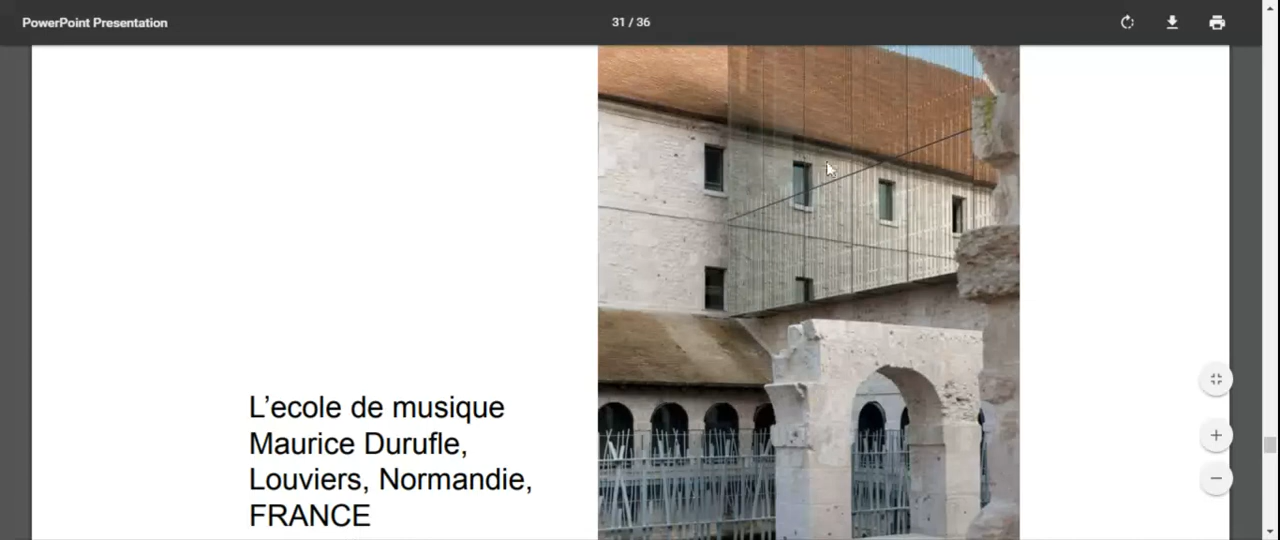 PowerPoint Presentation
31 / 36
L'ecole de musique
Maurice Durufle,
Louviers, Normandie,
FRANCE